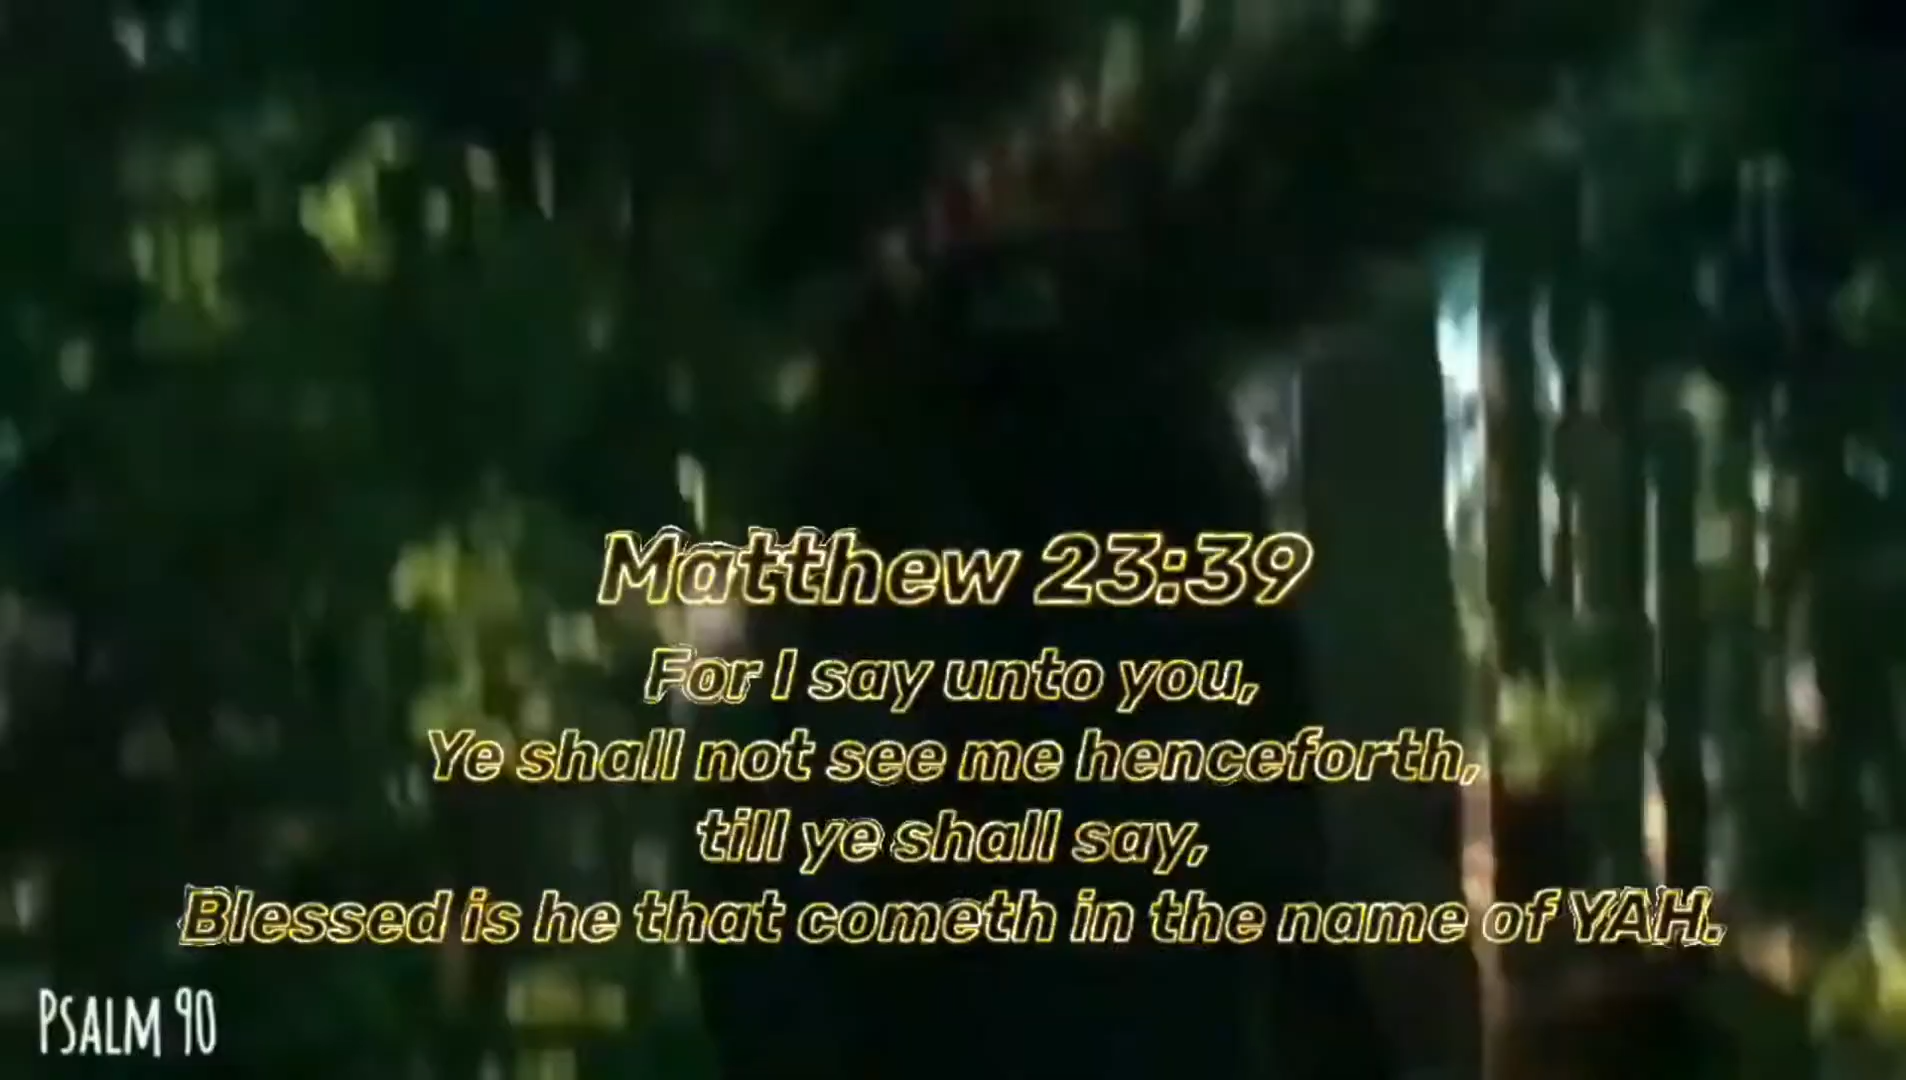 Matthew 23:39
For I say unto you,
Ye shall not see me henceforth,
till ye shall say,
Blessed is he that cometh in the name of YAH.
PSALM 90